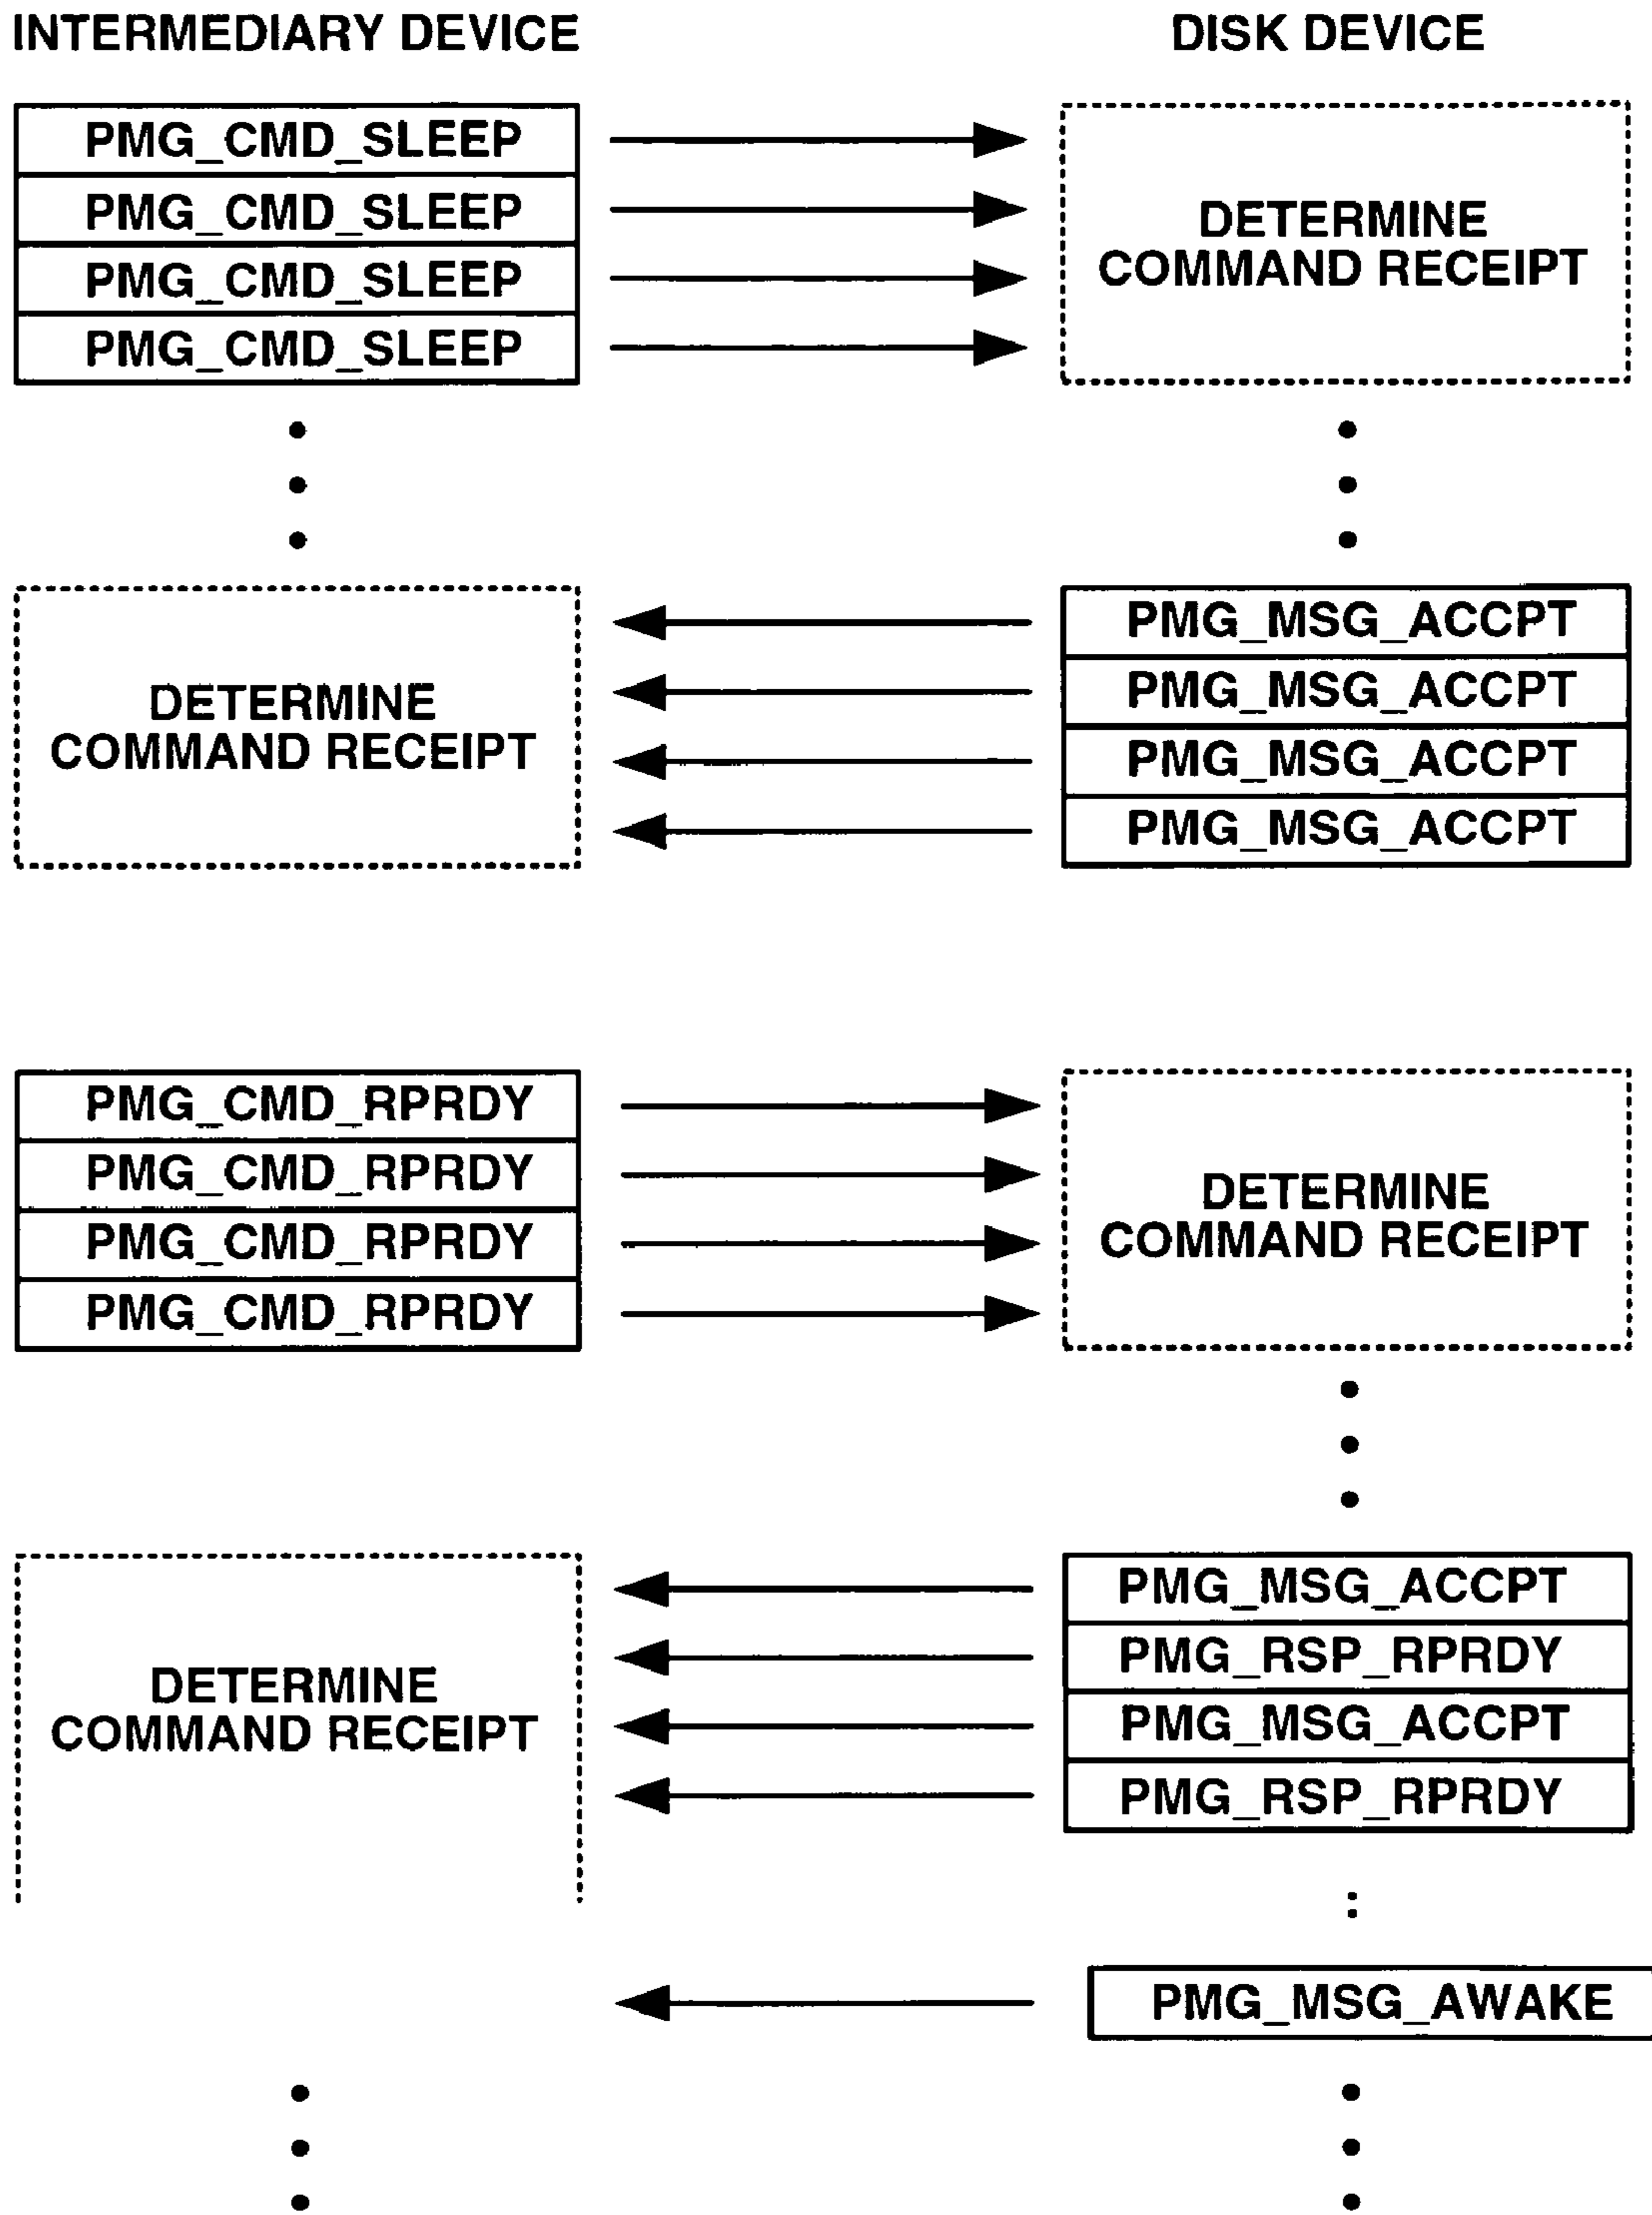 INTERMEDIARY DEVICE
DISK DEVICE
PMG_CMD_SLEEP
PMG_CMD_SLEEP
PMG_CMD_SLEEP
PMG_CMD_SLEEP
DETERMINE
COMMAND RECEIPT
DETERMINE
COMMAND RECEIPT
PMG_MSG_ACCPT
PMG_MSG_ACCPT
PMG_MSG_ACCPT
PMG_MSG_ACCPT
PMG_CMD_RPRDY
PMG_CMD_RPRDY
PMG_CMD_RPRDY
PMG_CMD_RPRDY
DETERMINE
COMMAND RECEIPT
DETERMINE
COMMAND RECEIPT
PMG_MSG_ACCPT
PMG_RSP_RPRDY
PMG_MSG_ACCPT
PMG_RSP_RPRDY
PMG_MSG_AWAKE